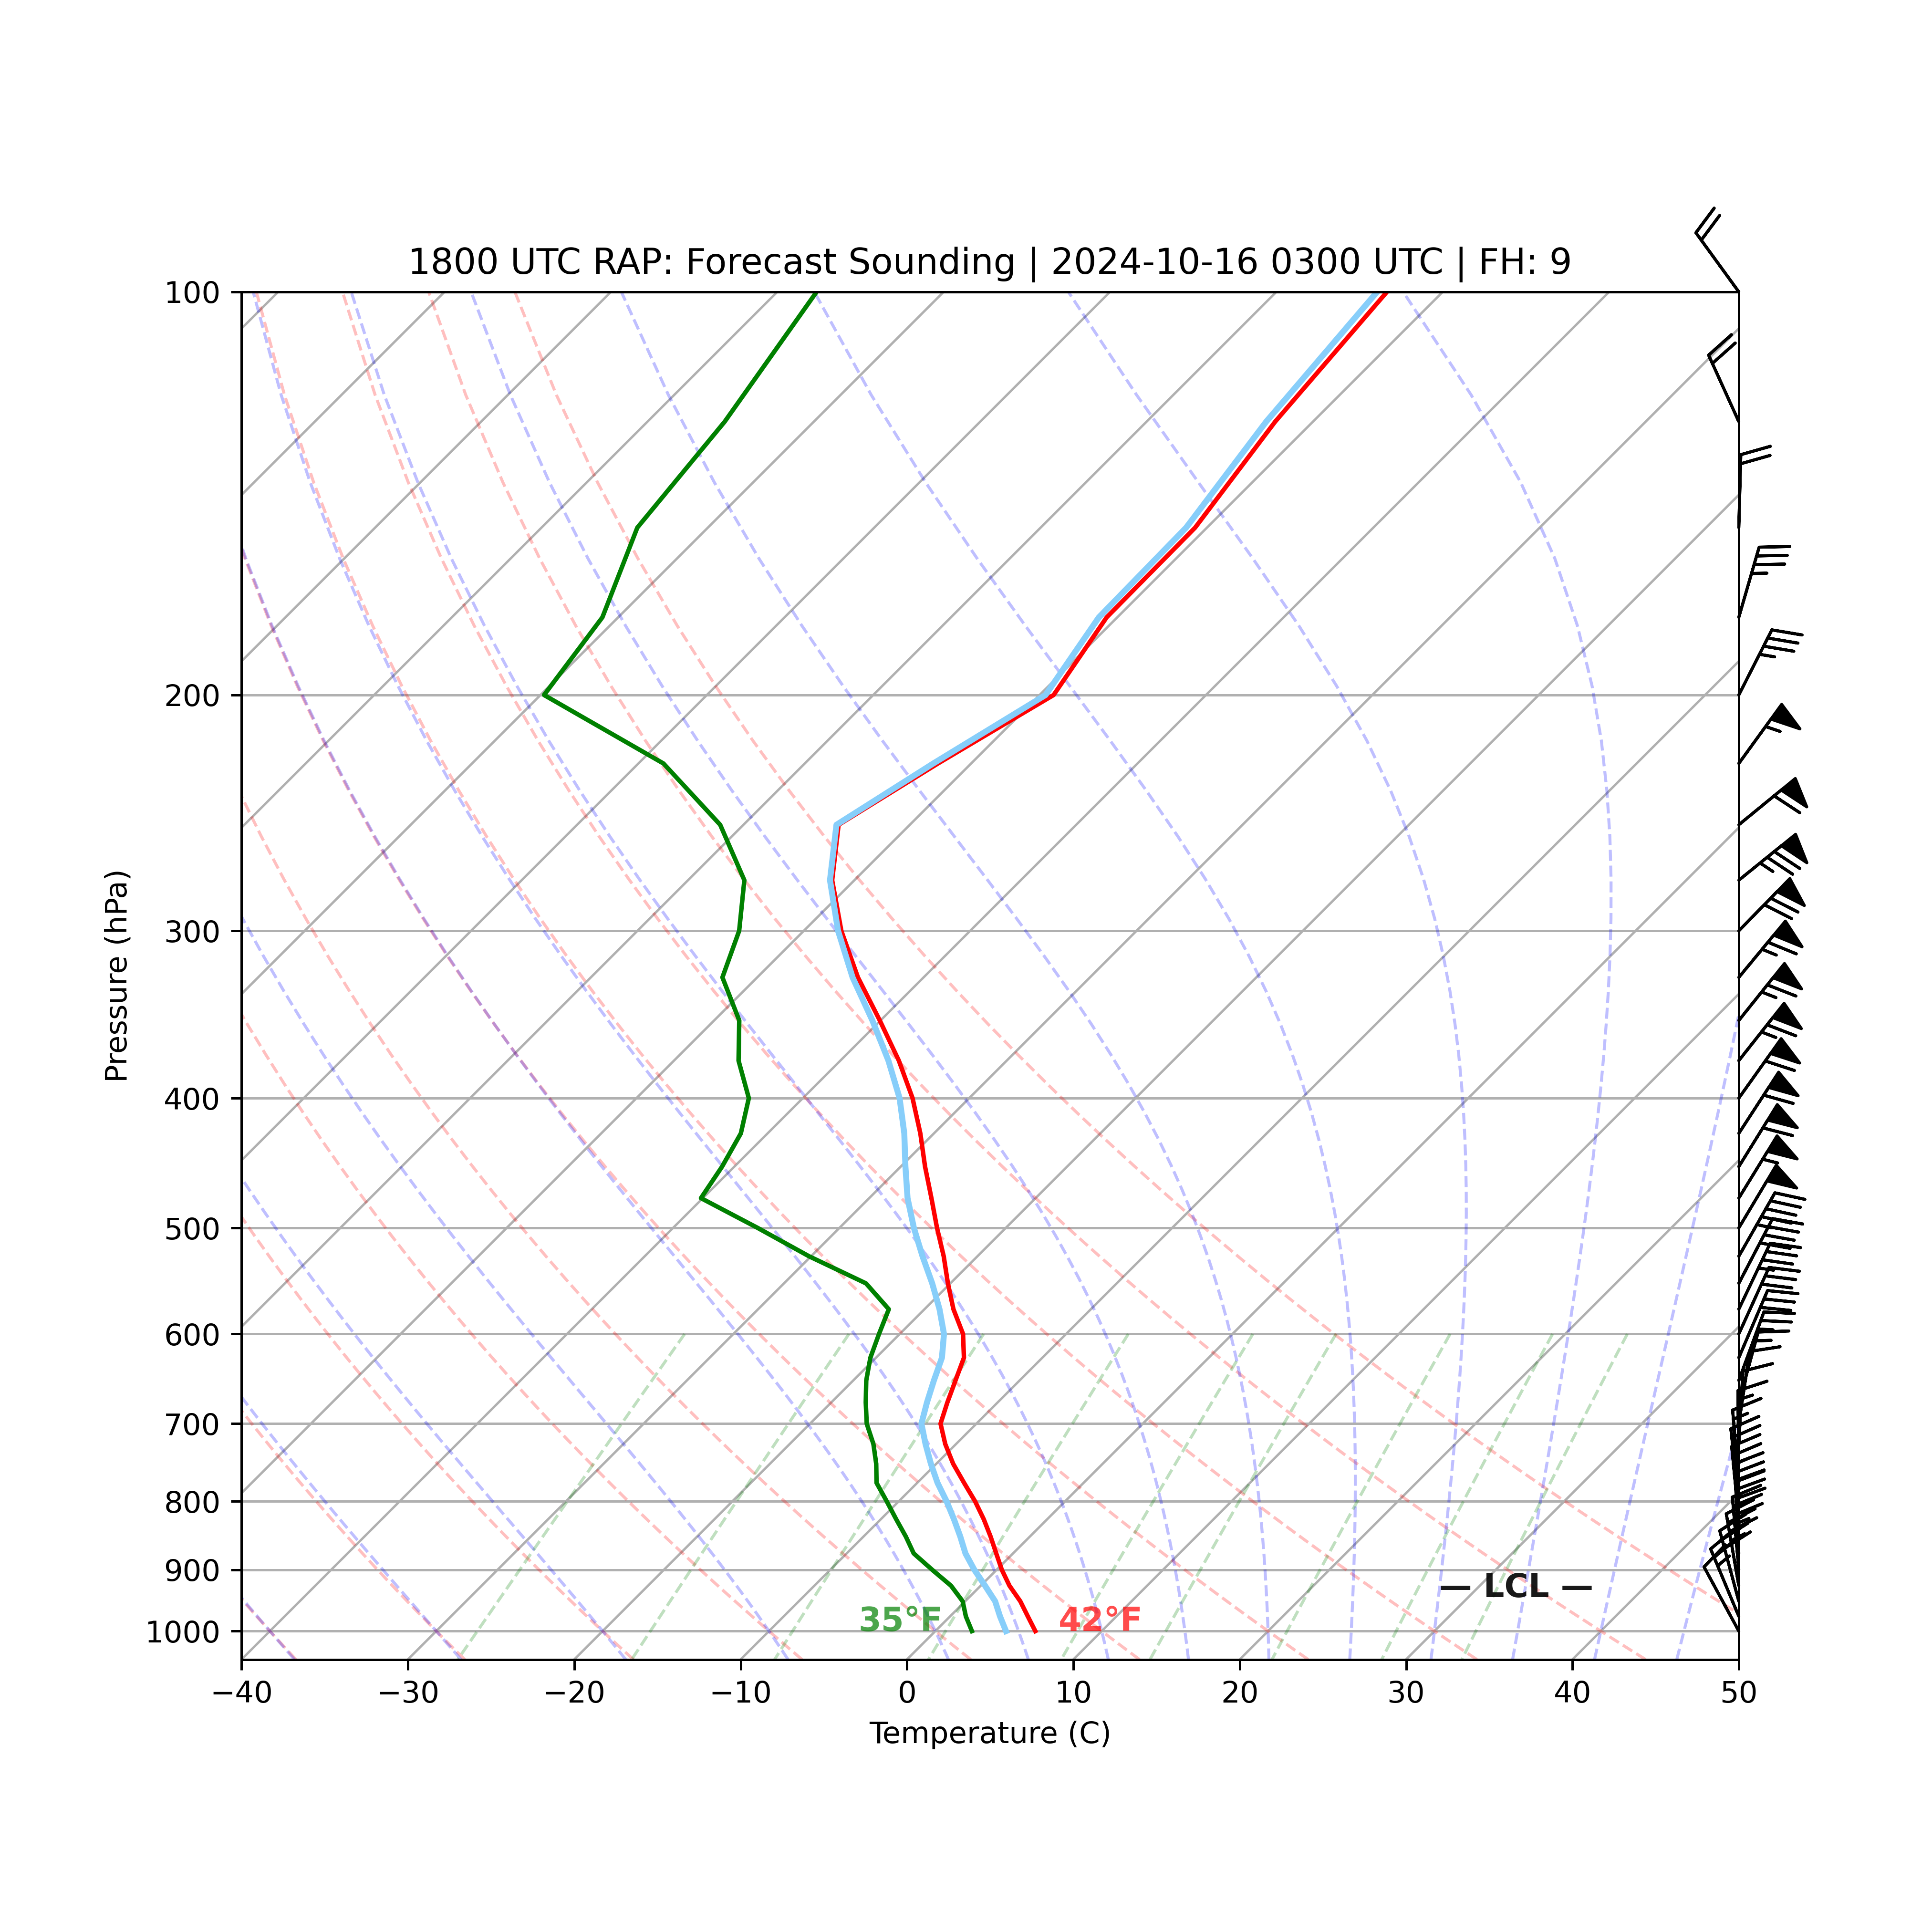 1800 UTC RAP: Forecast Sounding | 2024-10-16 0300 UTC | FH: 9
100
200
300
400
500
600
700
800
900
1000
Pressure (hPa)
— LCL —
35°F
42°F
−40 −30 −20 −10 0 10 20 30 40 50
Temperature (C)